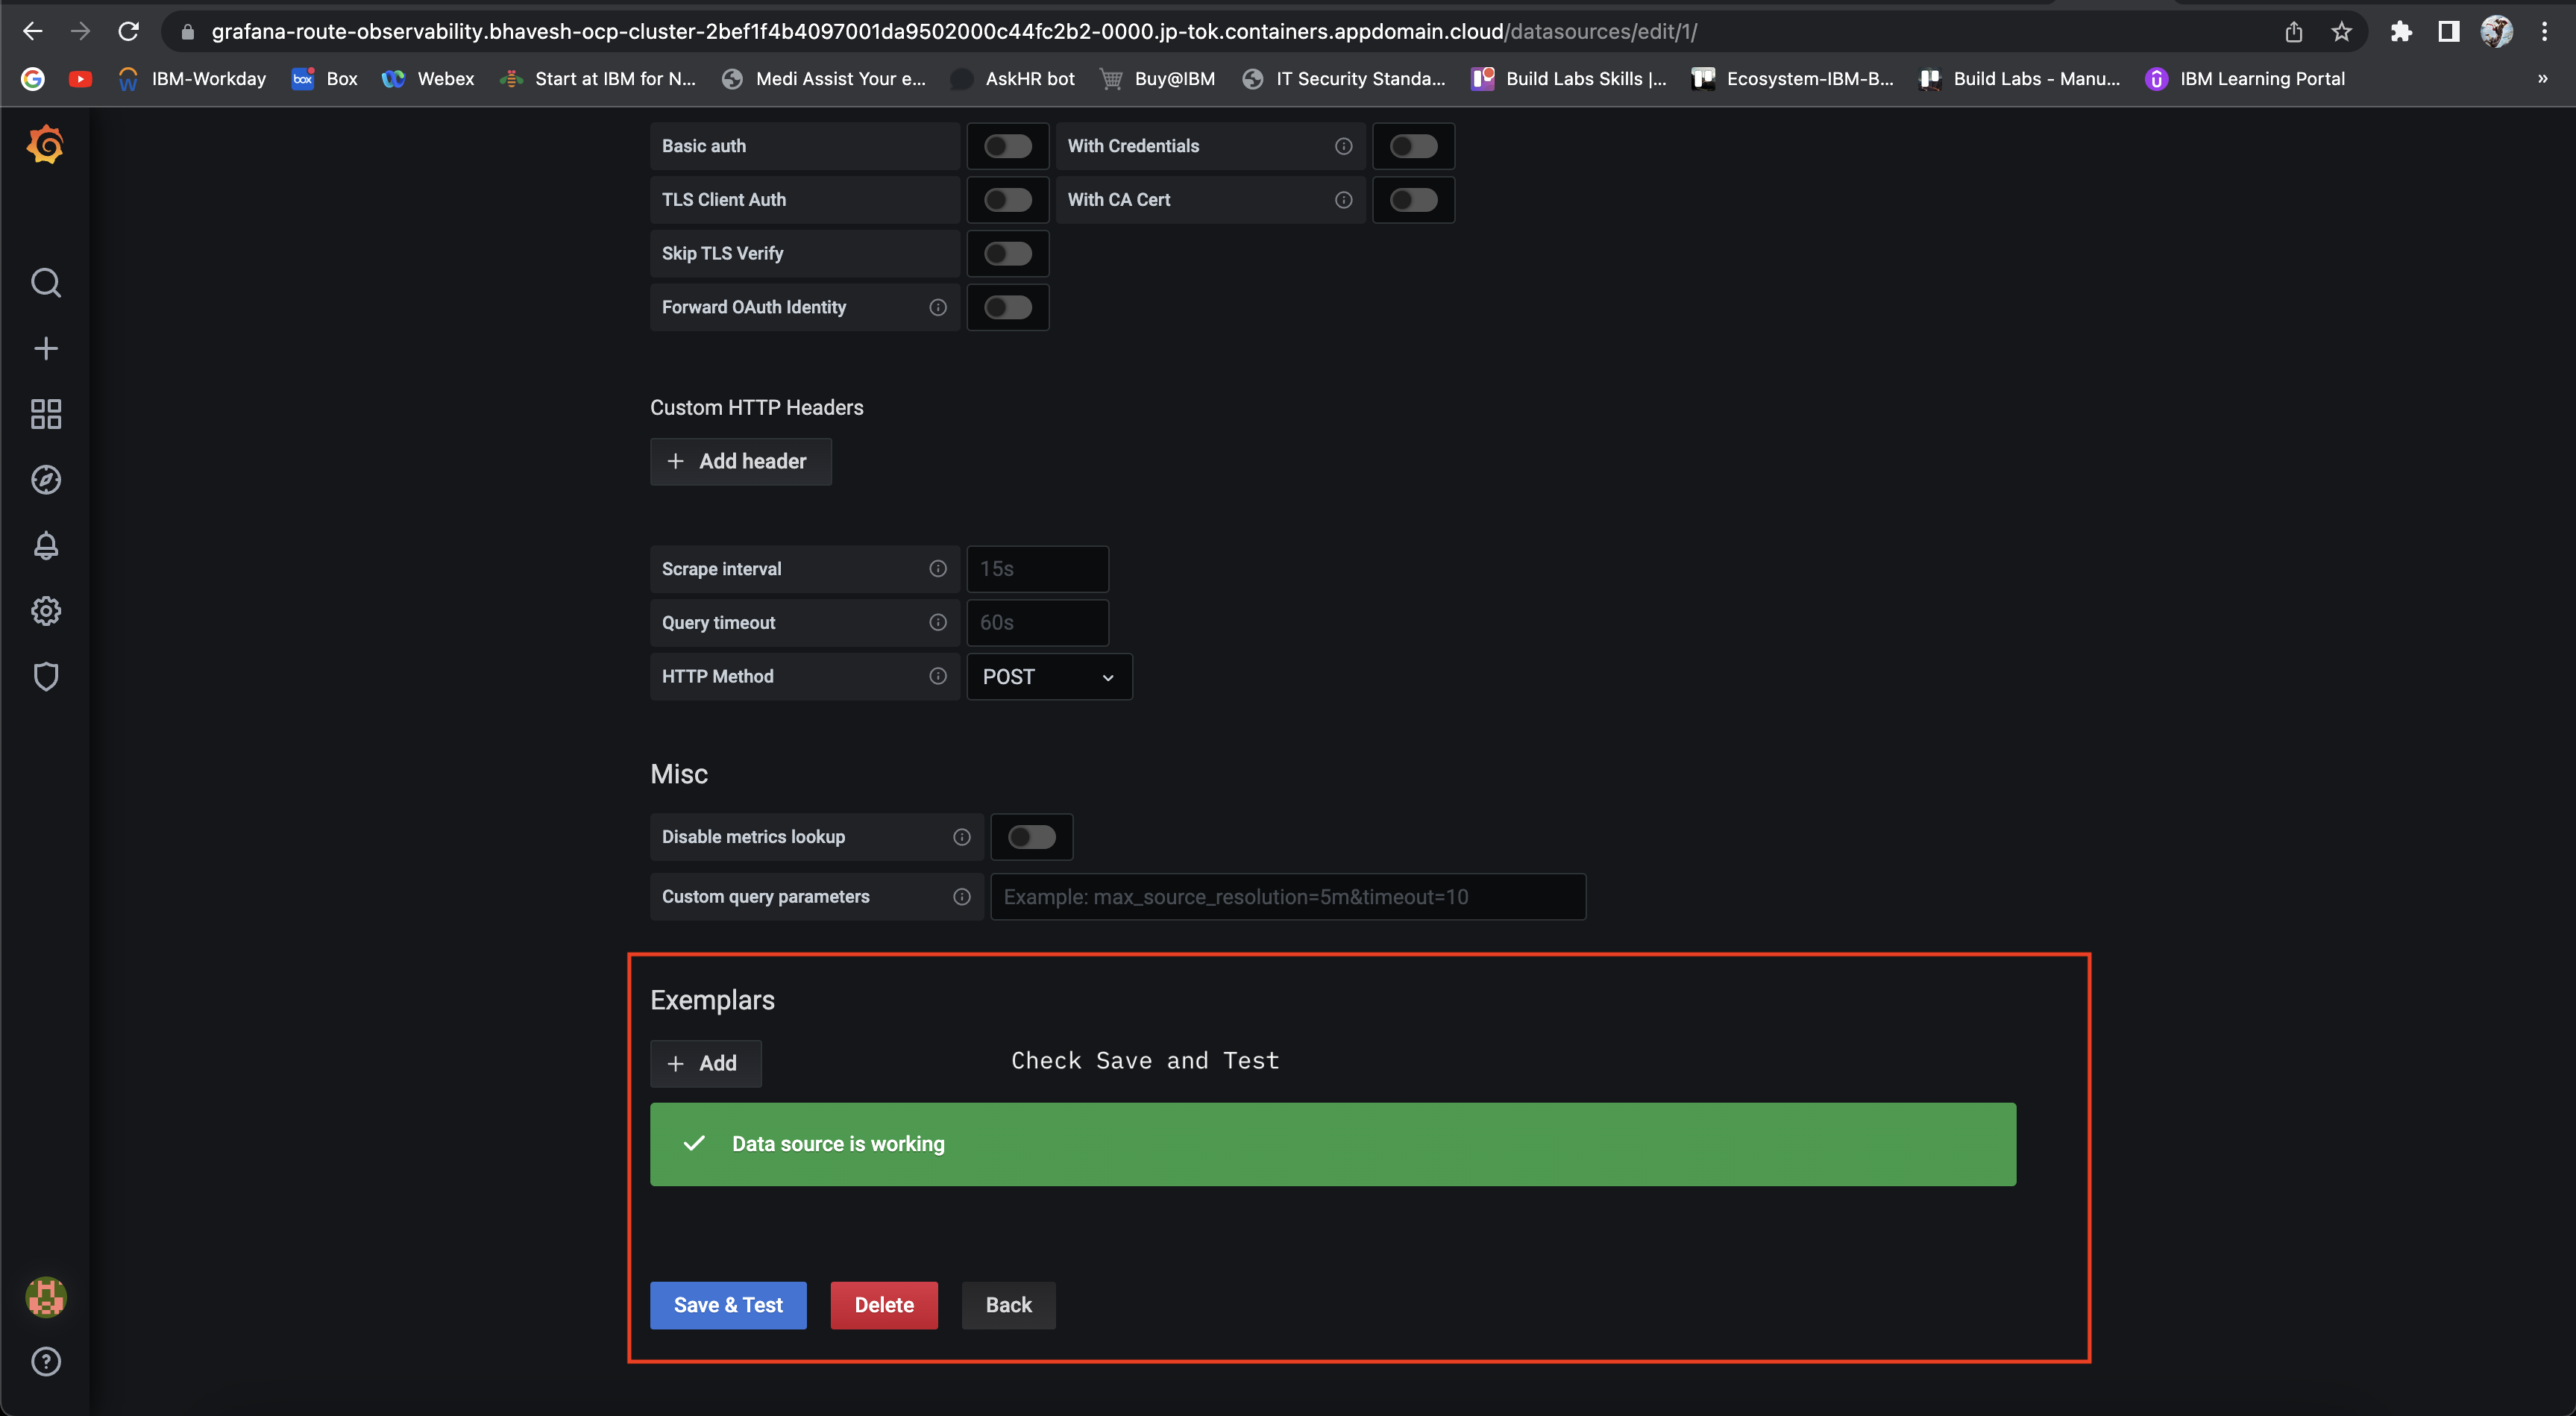 grafana-route-observability.bhavesh-ocp-cluster-2bef1f4b4097001da9502000c44fc2b2-0000.jp-tok.containers.appdomain.cloud/datasources/edit/1/
IBM-Workday Box Webex Start at IBM for N... Medi Assist Your e... AskHR bot Buy@IBM IT Security Standa... Build Labs Skills |... Ecosystem-IBM-B... Build Labs - Manu... IBM Learning Portal »
Basic auth With Credentials
TLS Client Auth With CA Cert
Skip TLS Verify
Forward OAuth Identity
Custom HTTP Headers
+ Add header
Scrape interval 15s
Query timeout 60s
HTTP Method POST
Misc
Disable metrics lookup
Custom query parameters Example: max_source_resolution=5m&timeout=10
Exemplars
+ Add Check Save and Test
Data source is working
Save & Test Delete Back